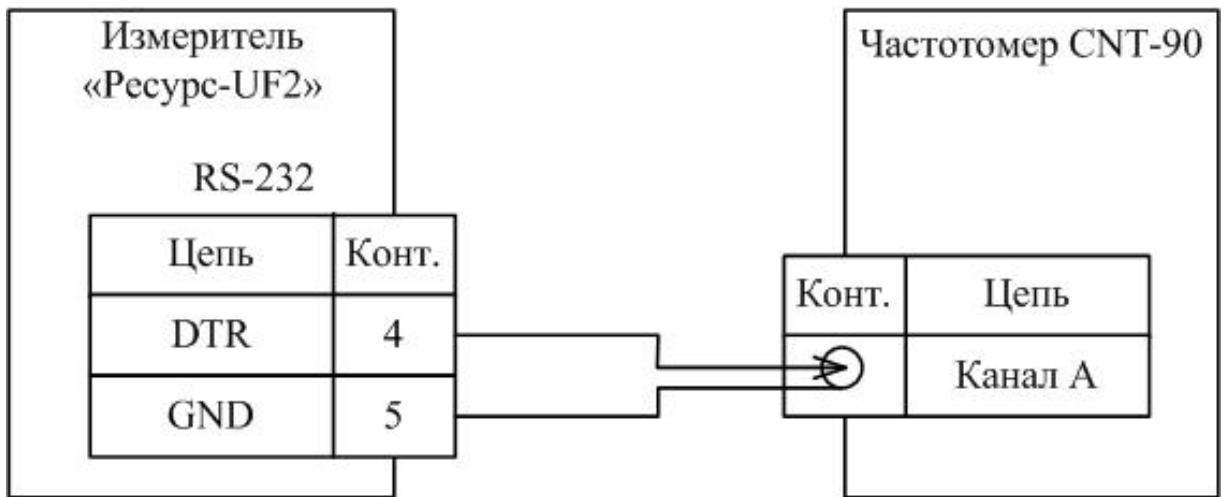 Измеритель
«Ресурс-UF2»
RS-232
Цепь Конт.
DTR 4
GND 5
Частотомер CNT-90
Конт. Цепь
Канал А